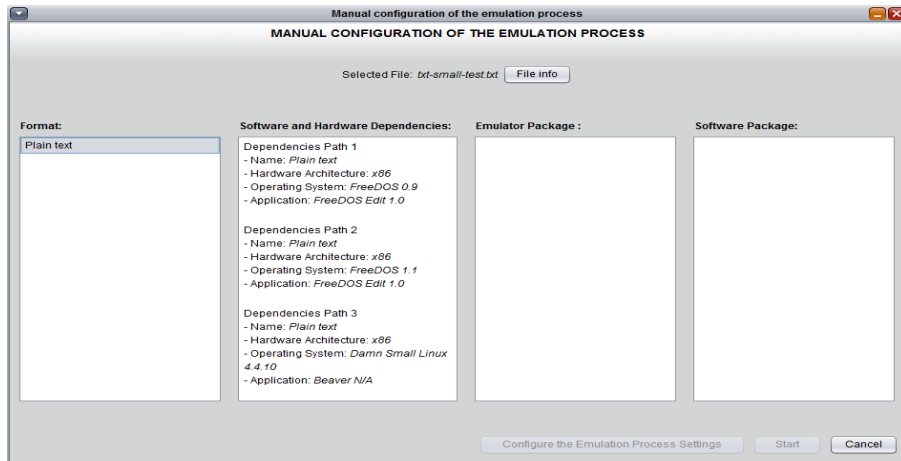 Manual configuration of the emulation process
MANUAL CONFIGURATION OF THE EMULATION PROCESS
Selected File: txt-small-test.txt File info
Format:
Plain text
Software and Hardware Dependencies:
Dependencies Path 1
- Name: Plain text
- Hardware Architecture: x86
- Operating System: FreeDOS 0.9
- Application: FreeDOS Edit 1.0
Dependencies Path 2
- Name: Plain text
- Hardware Architecture: x86
- Operating System: FreeDOS 1.1
- Application: FreeDOS Edit 1.0
Dependencies Path 3
- Name: Plain text
- Hardware Architecture: x86
- Operating System: Damn Small Linux
4.4.10
- Application: Beaver N/A
Emulator Package :
Software Package:
Configure the Emulation Process Settings
Start
Cancel